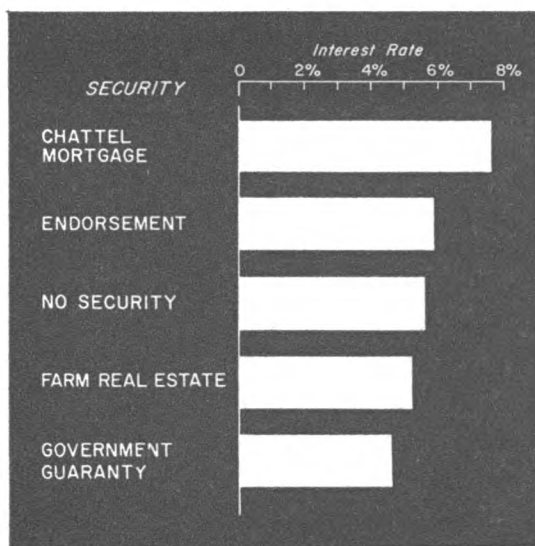 Interest Rate
0 2% 4% 6% 8%
SECURITY
CHATTEL
MORTGAGE
ENDORSEMENT
NO SECURITY
FARM REAL ESTATE
GOVERNMENT
GUARANTY